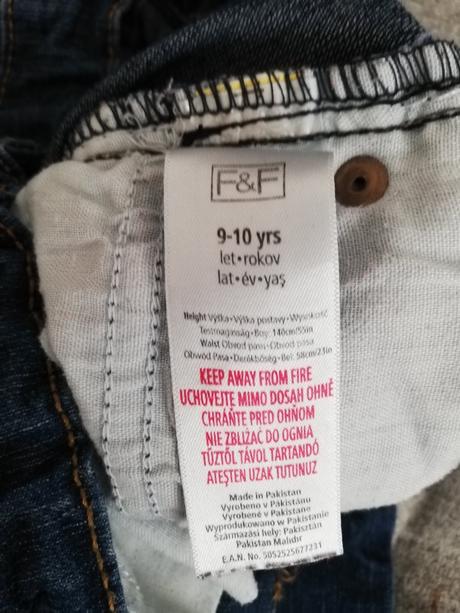 F&F
9-10 yrs
let•rokov
lat•év•yaş
Height Výška•Výška postavy•Wysokość
Testmagasság•Boy: 140cm/55in
Waist Obvod pasu•Obvod pása
Obwód Pasa•Derékbőség•Bel: 58cm/23in
KEEP AWAY FROM FIRE
UCHOVEJTE MIMO DOSAH OHNĚ
CHRÁŇTE PRED OHŇOM
NIE ZBLIŻAĆ DO OGNIA
TŰZTŐL TÁVOL TARTANDÓ
ATEŞTEN UZAK TUTUNUZ
Made in Pakistan
Vyrobeno v Pákistánu
Vyrobené v Pakistane
Wyprodukowano w Pakistanie
Származási hely: Pakisztán
Pakistan Malıdır
E.A.N. No. 5052525677231